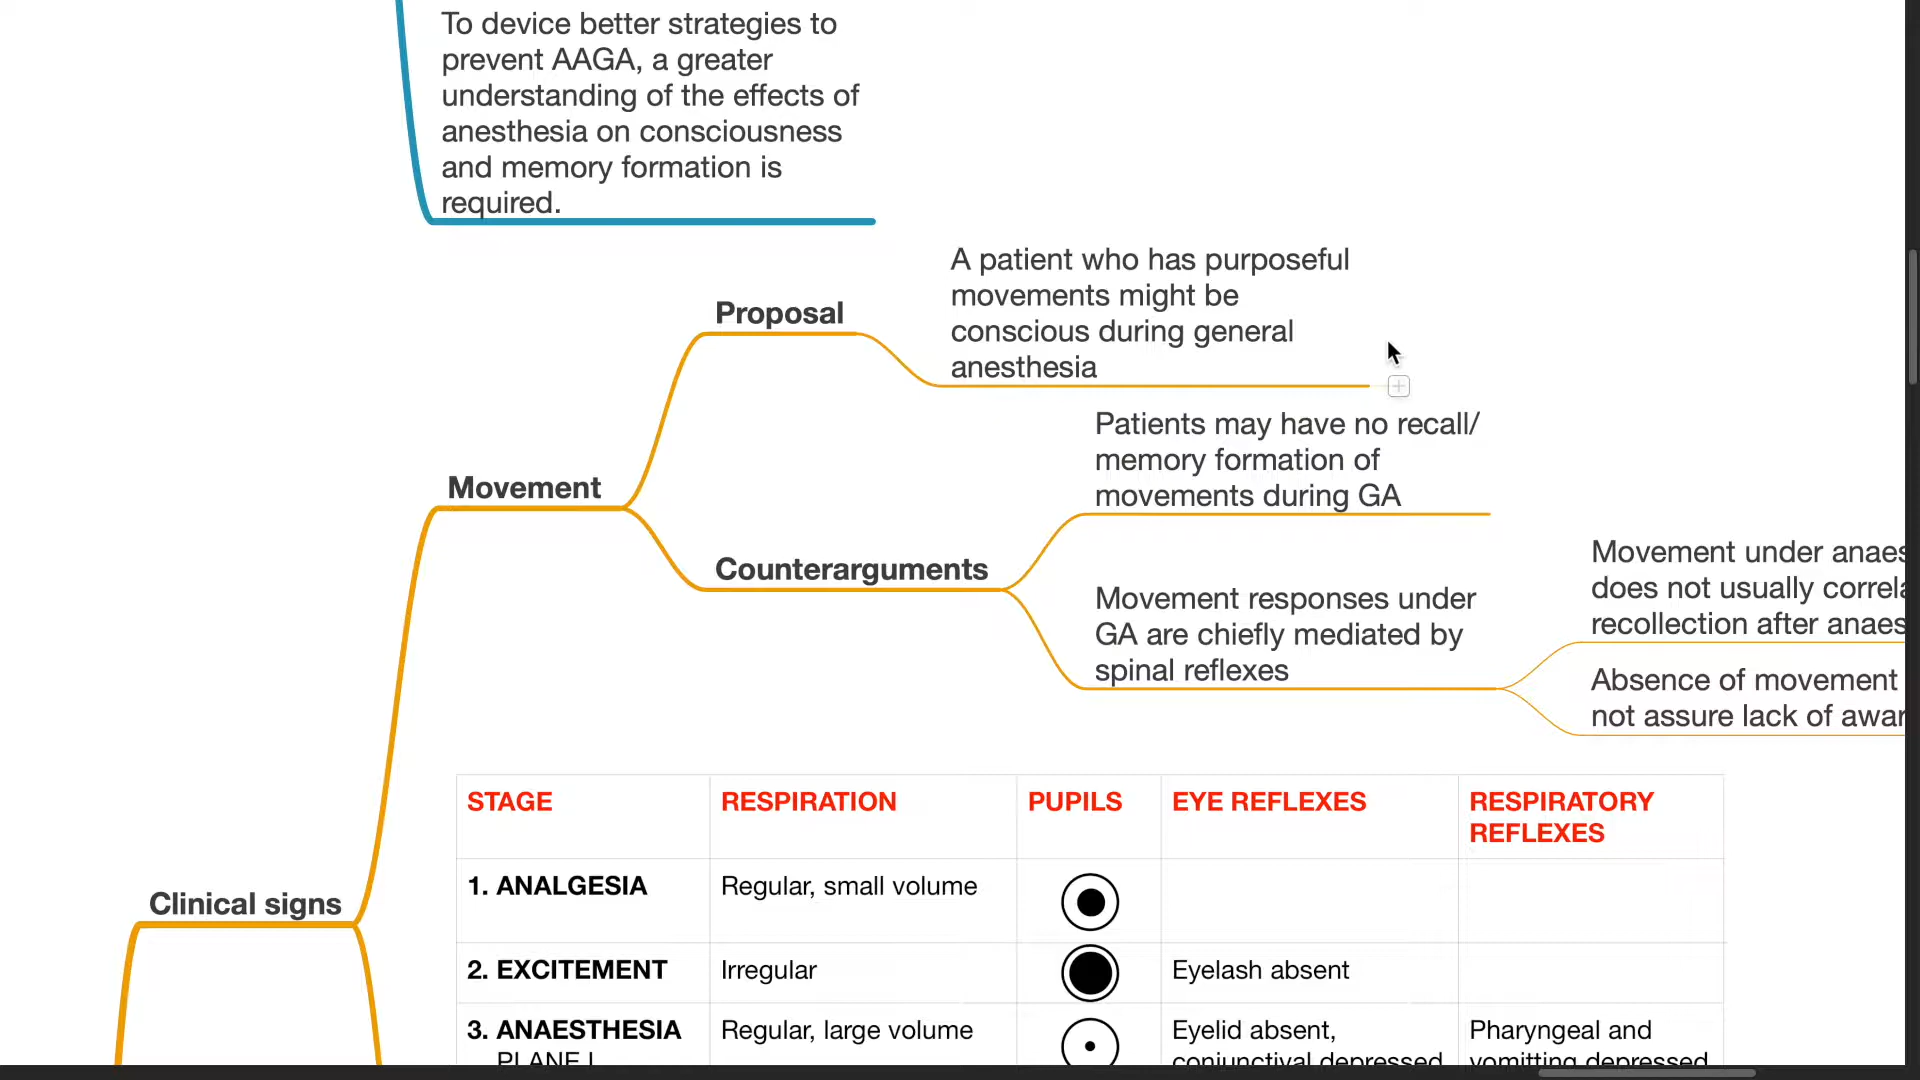 To device better strategies to
prevent AAGA, a greater
understanding of the effects of
anesthesia on consciousness
and memory formation is
required.
A patient who has purposeful
movements might be
conscious during general
anesthesia
Proposal
Patients may have no recall/
memory formation of
movements during GA
Movement
Counterarguments
Movement responses under
GA are chiefly mediated by
spinal reflexes
Movement under
does not usually
recollection after
Absence of movement
not assure lack of
Clinical signs
STAGE RESPIRATION PUPILS EYE REFLEXES RESPIRATORY
REFLEXES
1. ANALGESIA Regular, small volume
2. EXCITEMENT Irregular Eyelash absent
3. ANAESTHESIA Regular, large volume Eyelid absent, Pharyngeal and
PLANE I conjunctival depressed vomitting depressed